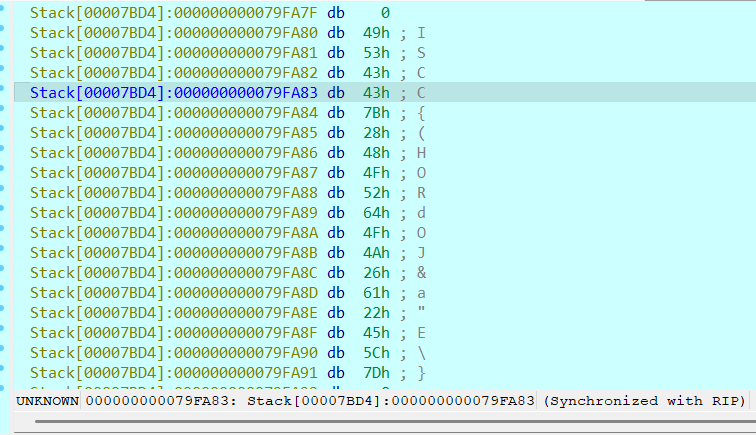 Stack[00007BD4]:000000000079FA7F db 0
Stack[00007BD4]:000000000079FA80 db 49h ; I
Stack[00007BD4]:000000000079FA81 db 53h ; S
Stack[00007BD4]:000000000079FA82 db 43h ; C
Stack[00007BD4]:000000000079FA83 db 43h ; C
Stack[00007BD4]:000000000079FA84 db 7Bh ; {
Stack[00007BD4]:000000000079FA85 db 28h ; (
Stack[00007BD4]:000000000079FA86 db 48h ; H
Stack[00007BD4]:000000000079FA87 db 4Fh ; O
Stack[00007BD4]:000000000079FA88 db 52h ; R
Stack[00007BD4]:000000000079FA89 db 64h ; d
Stack[00007BD4]:000000000079FA8A db 4Fh ; O
Stack[00007BD4]:000000000079FA8B db 4Ah ; J
Stack[00007BD4]:000000000079FA8C db 26h ; &
Stack[00007BD4]:000000000079FA8D db 61h ; a
Stack[00007BD4]:000000000079FA8E db 22h ; "
Stack[00007BD4]:000000000079FA8F db 45h ; E
Stack[00007BD4]:000000000079FA90 db 5Ch ; \
Stack[00007BD4]:000000000079FA91 db 7Dh ; }
UNKNOWN 000000000079FA83: Stack[00007BD4]:000000000079FA83 (Synchronized with RIP)